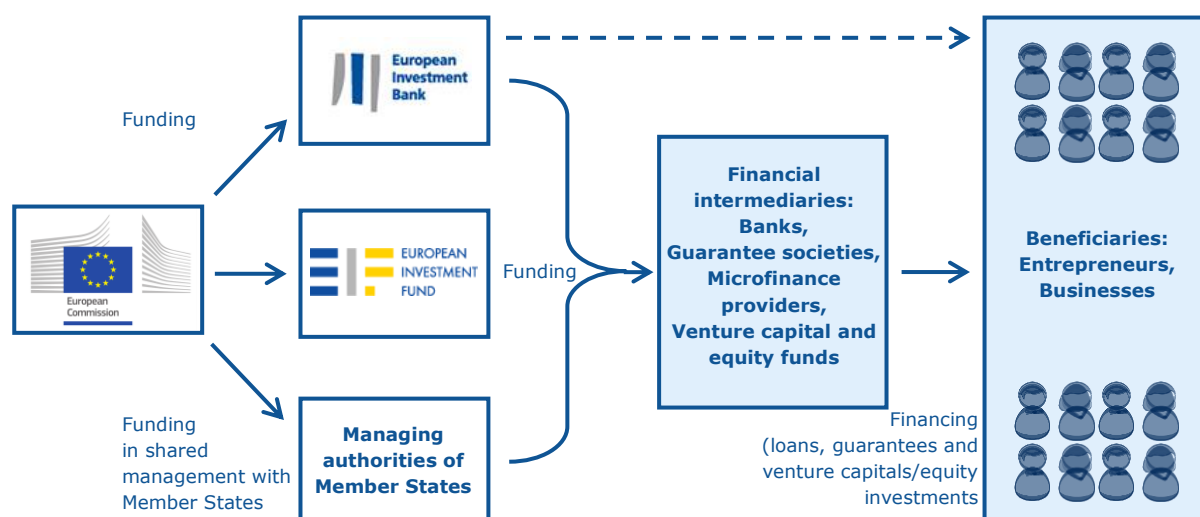 European
Investment
Bank
Funding
European
Commission
EUROPEAN
INVESTMENT
FUND
Funding
Funding
in shared
management with
Member States
Managing
authorities of
Member States
Financial
intermediaries:
Banks,
Guarantee societies,
Microfinance
providers,
Venture capital and
equity funds
Financing
(loans, guarantees and
venture capitals/equity
investments
Beneficiaries:
Entrepreneurs,
Businesses